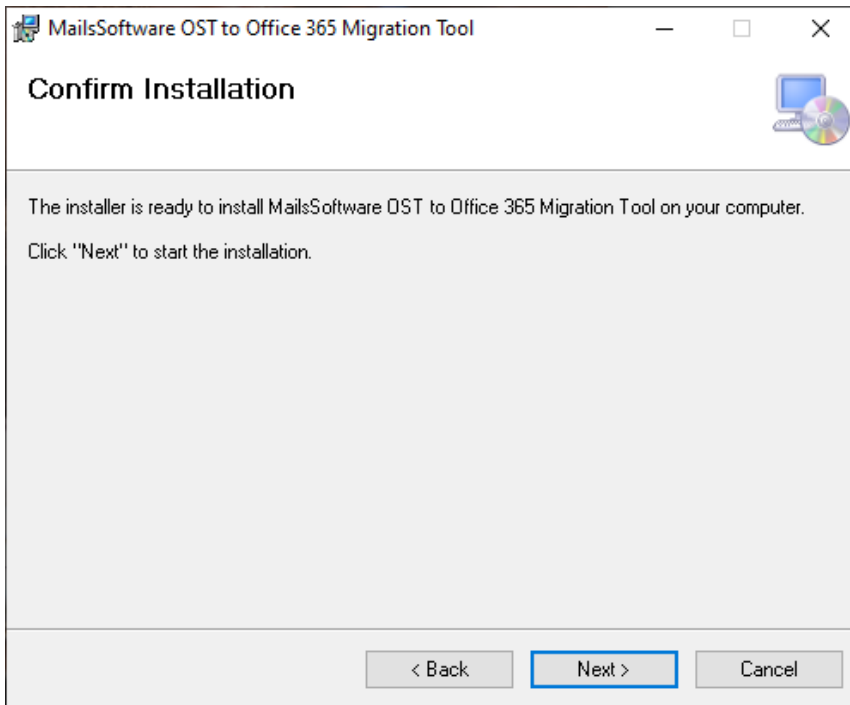 MailsSoftware OST to Office 365 Migration Tool
Confirm Installation
The installer is ready to install MailsSoftware OST to Office 365 Migration Tool on your computer.
Click "Next" to start the installation.
< Back Next > Cancel